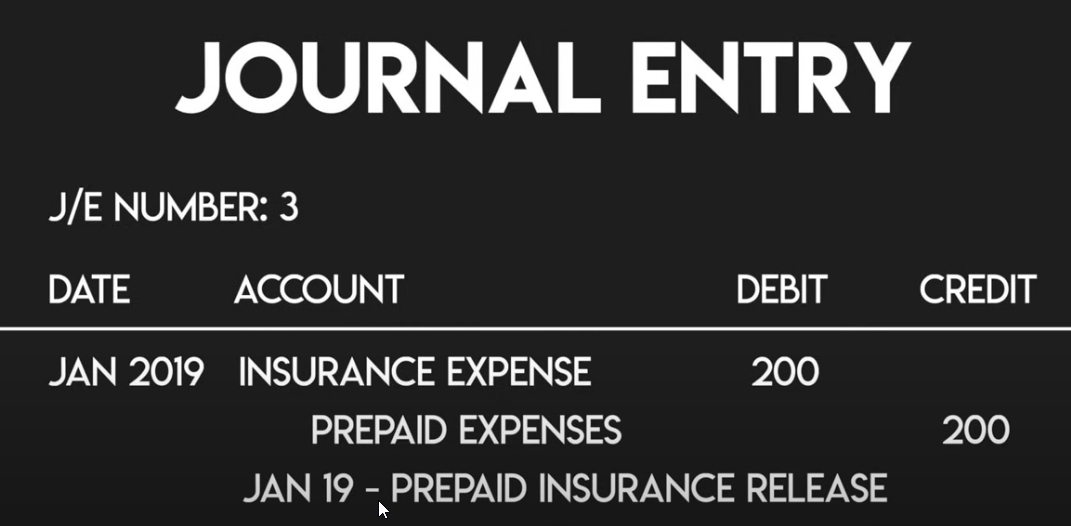 JOURNAL ENTRY
J/E NUMBER: 3
DATE ACCOUNT DEBIT CREDIT
JAN 2019 INSURANCE EXPENSE 200
PREPAID EXPENSES 200
JAN 19 - PREPAID INSURANCE RELEASE